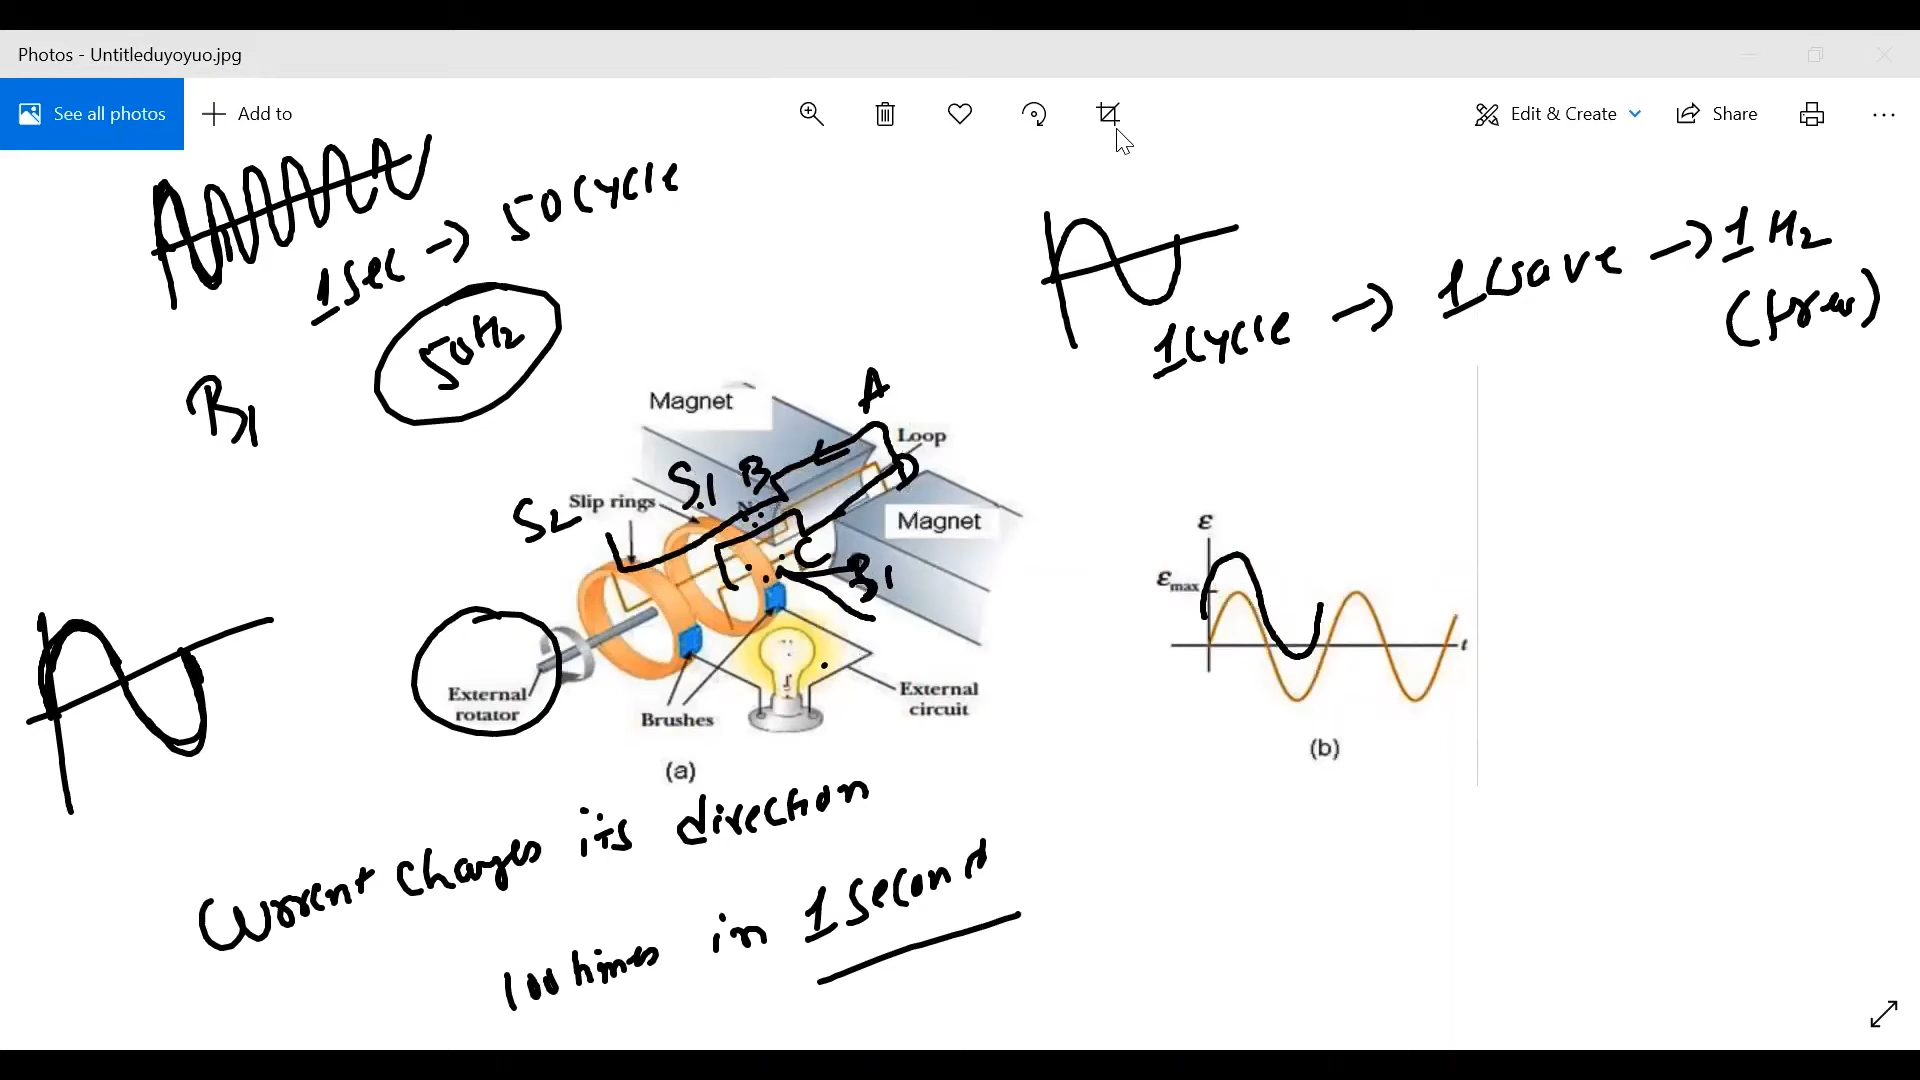 Photos - Untitleduyoyuo.jpg
See all photos
Add to
Edit & Create
Share
1 Sec → 50 Cycle
50Hz
B1
1 Cycle → 1 wave → 1 Hz
Magnet
A
Loop
D
S1 B
S2
Slip rings
N
Magnet
C
B1
External rotator
Brushes
External circuit
(a)
ε
εmax
t
(b)
Current changes its direction
100 times in 1 Second